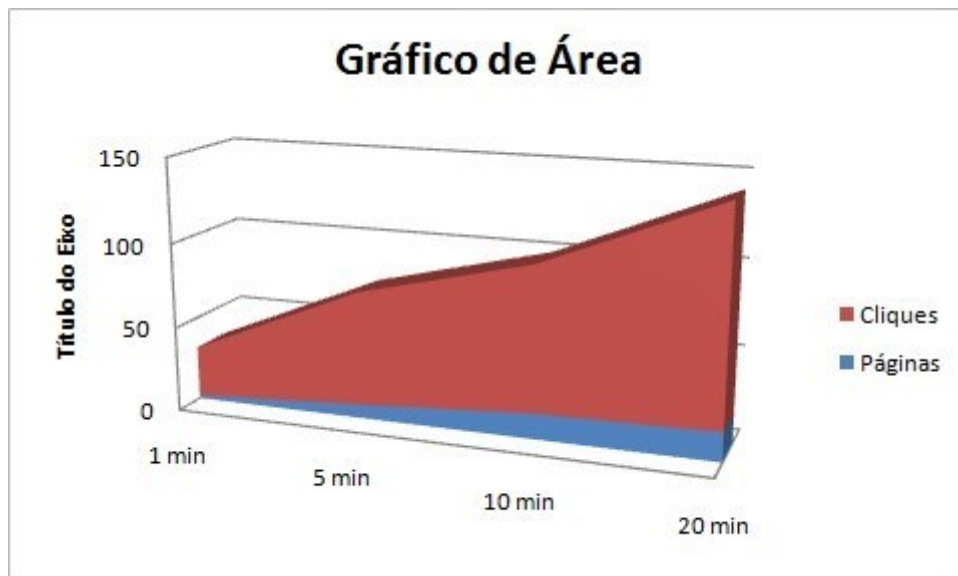 Gráfico de Área
Título do Eixo
150
100
50
0
1 min
5 min
10 min
20 min
Cliques
Páginas